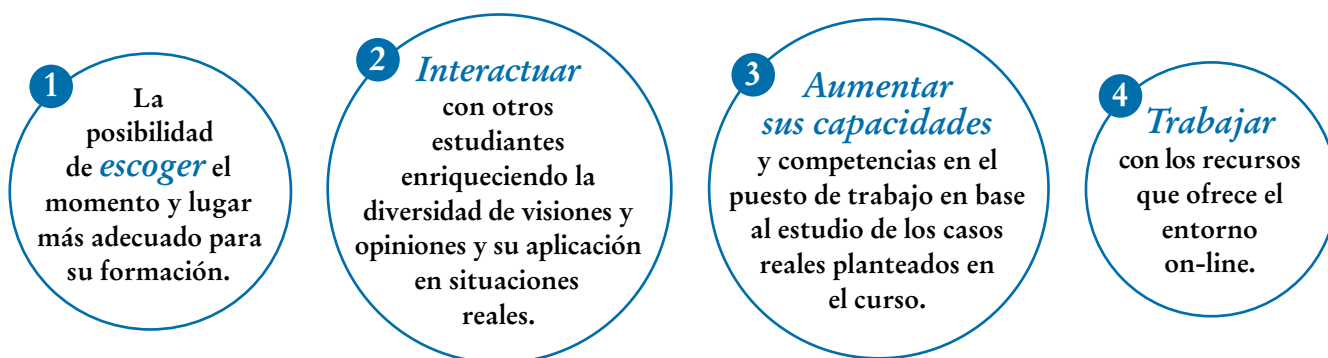 1
La
posibilidad
de escoger el
momento y lugar
más adecuado para
su formación.
2
Interactuar
con otros
estudiantes
enriqueciendo la
diversidad de visiones y
opiniones y su aplicación
en situaciones
reales.
3
Aumentar
sus capacidades
y competencias en el
puesto de trabajo en base
al estudio de los casos
reales planteados en
el curso.
4
Trabajar
con los recursos
que ofrece el
entorno
on-line.